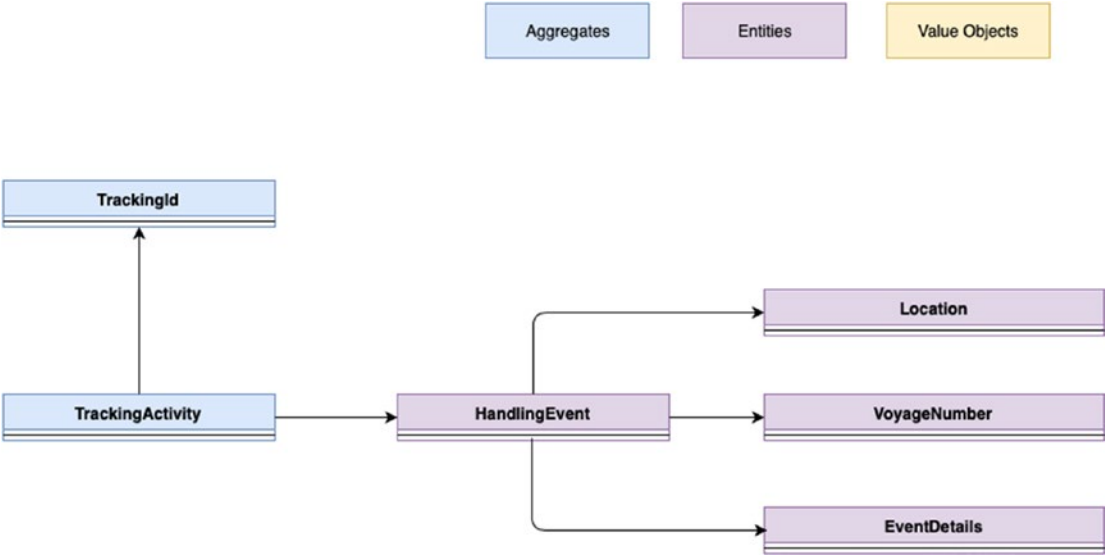 Aggregates
Entities
Value Objects
TrackingId
Location
TrackingActivity
HandlingEvent
VoyageNumber
EventDetails